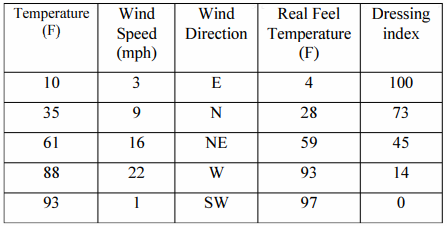 Temperature (F) Wind Speed (mph) Wind Direction Real Feel Temperature (F) Dressing index
10 3 E 4 100
35 9 N 28 73
61 16 NE 59 45
88 22 W 93 14
93 1 SW 97 0